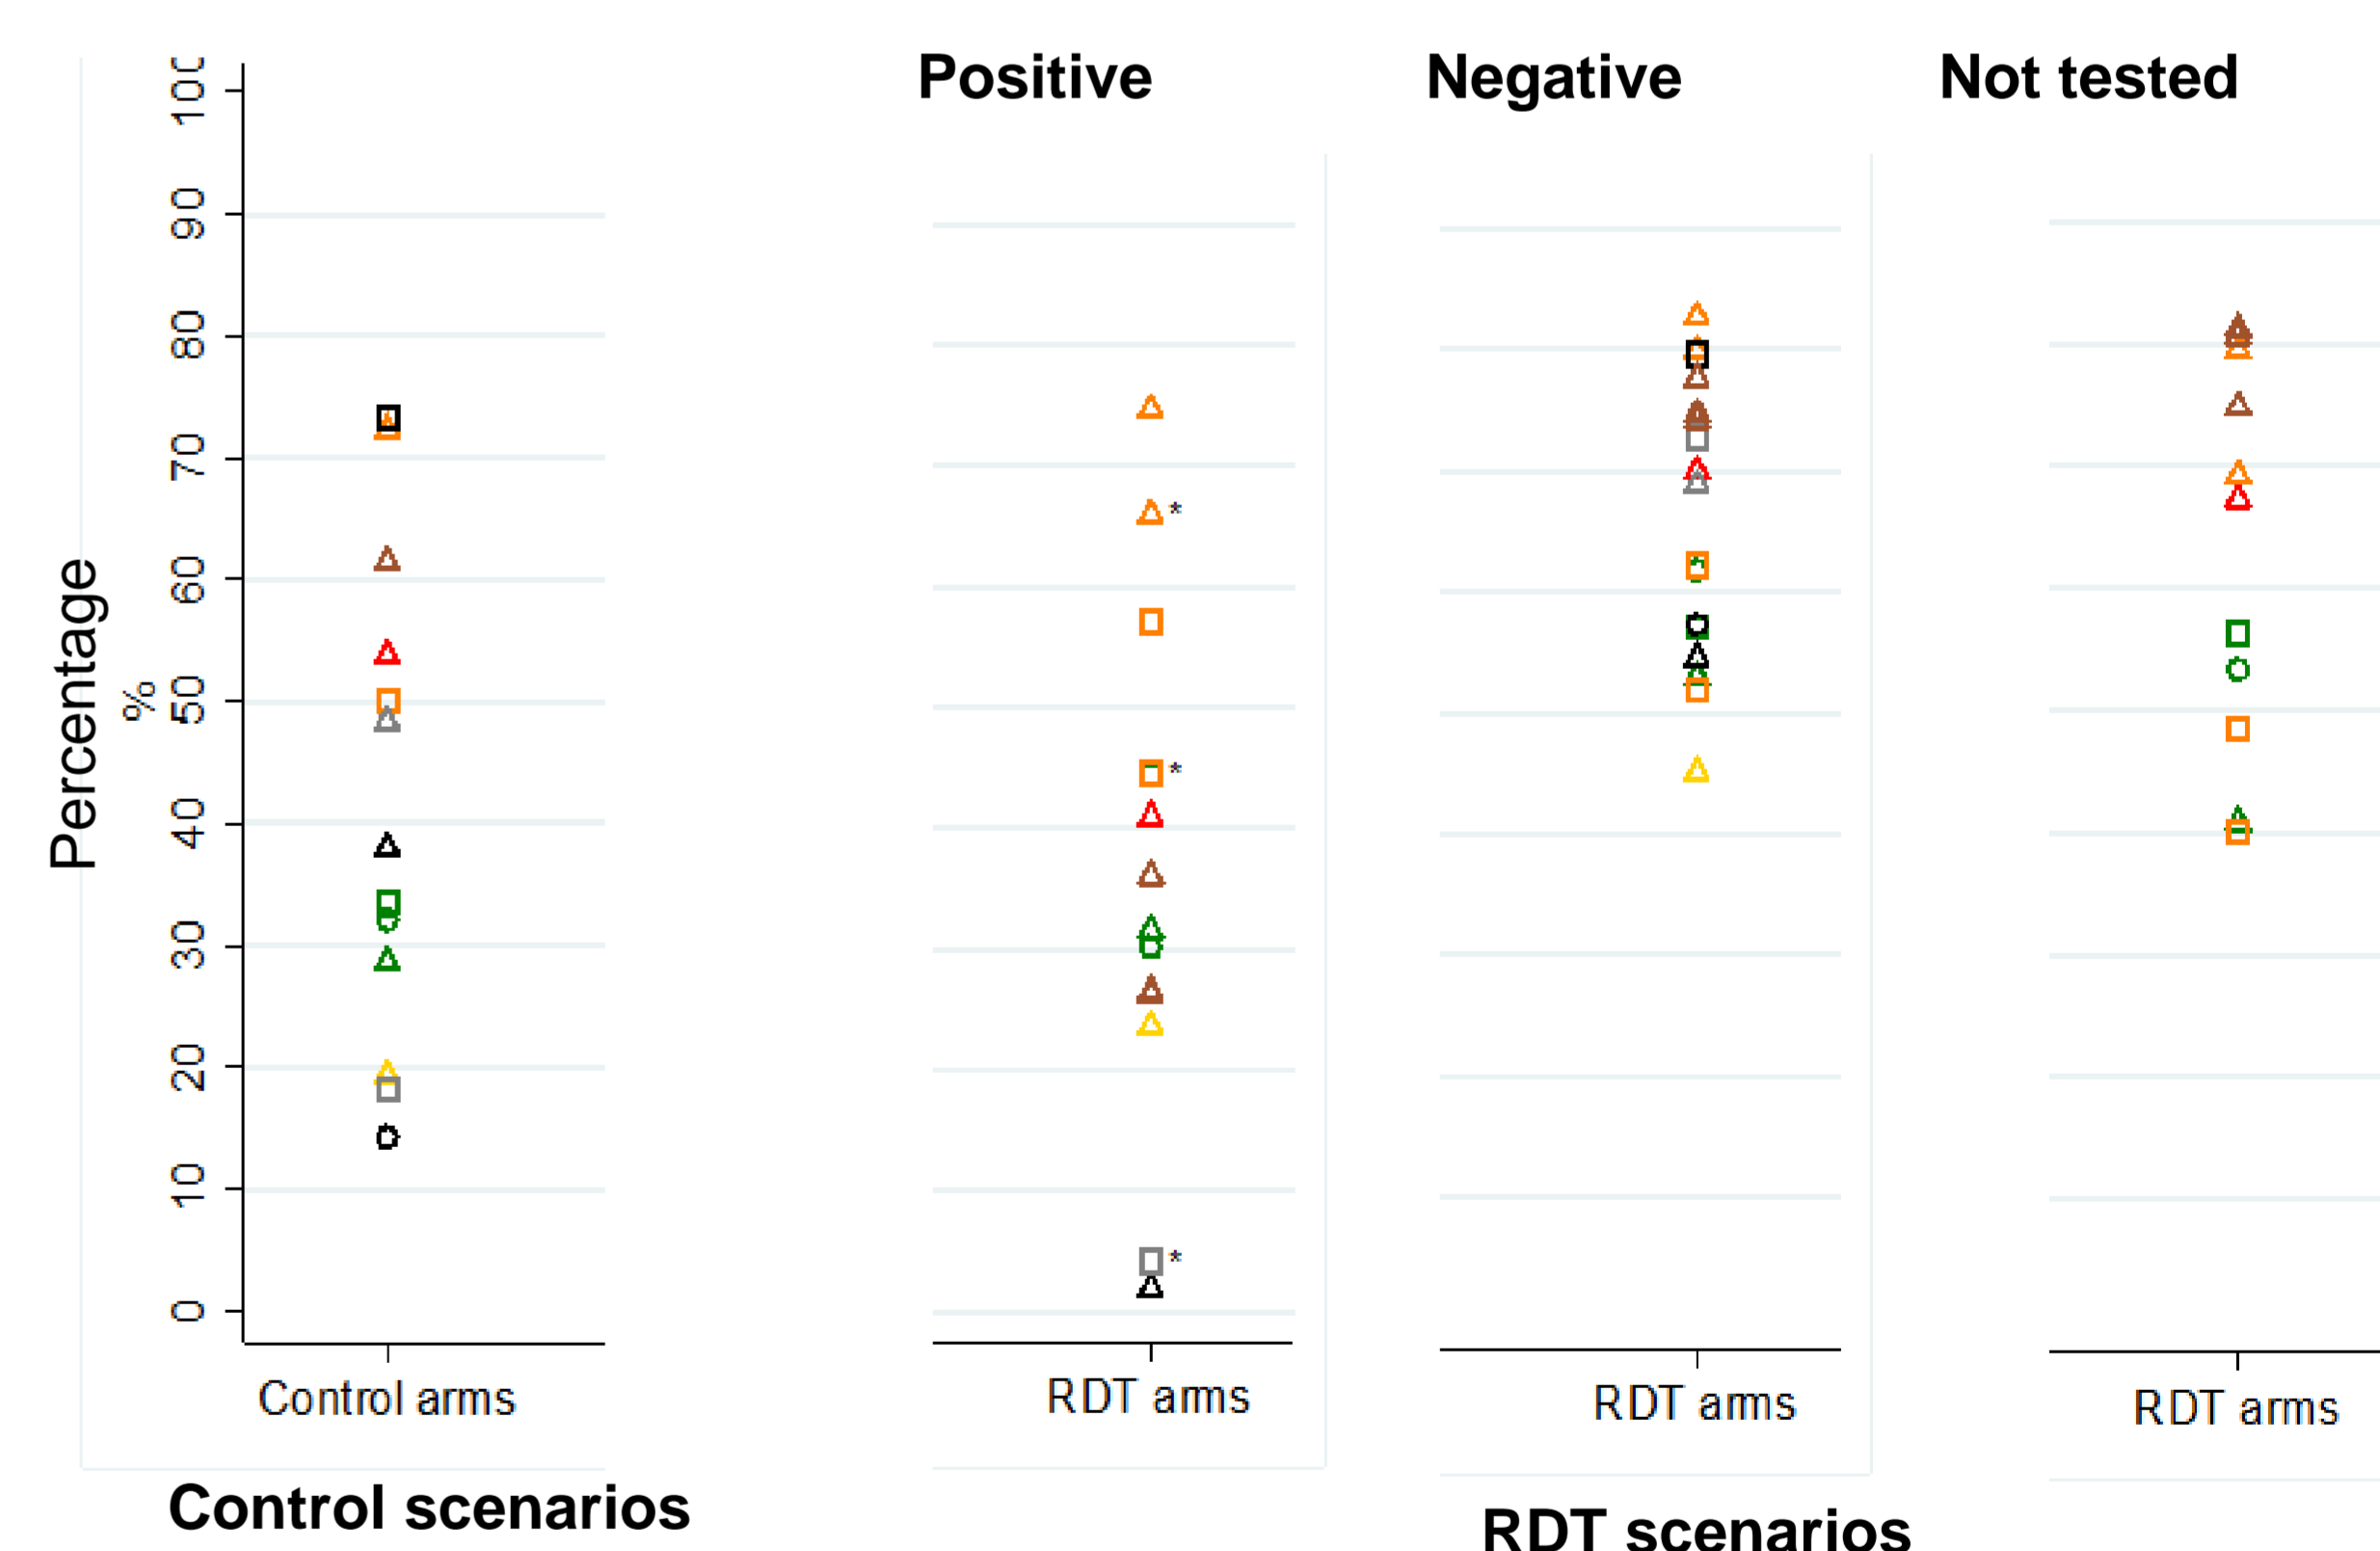 Positive
Negative
Not tested
100
90
80
70
60
50
40
30
20
10
0
Percentage
%
*
*
*
Control arms
RDT arms
RDT arms
RDT arms
Control scenarios
RDT scenarios